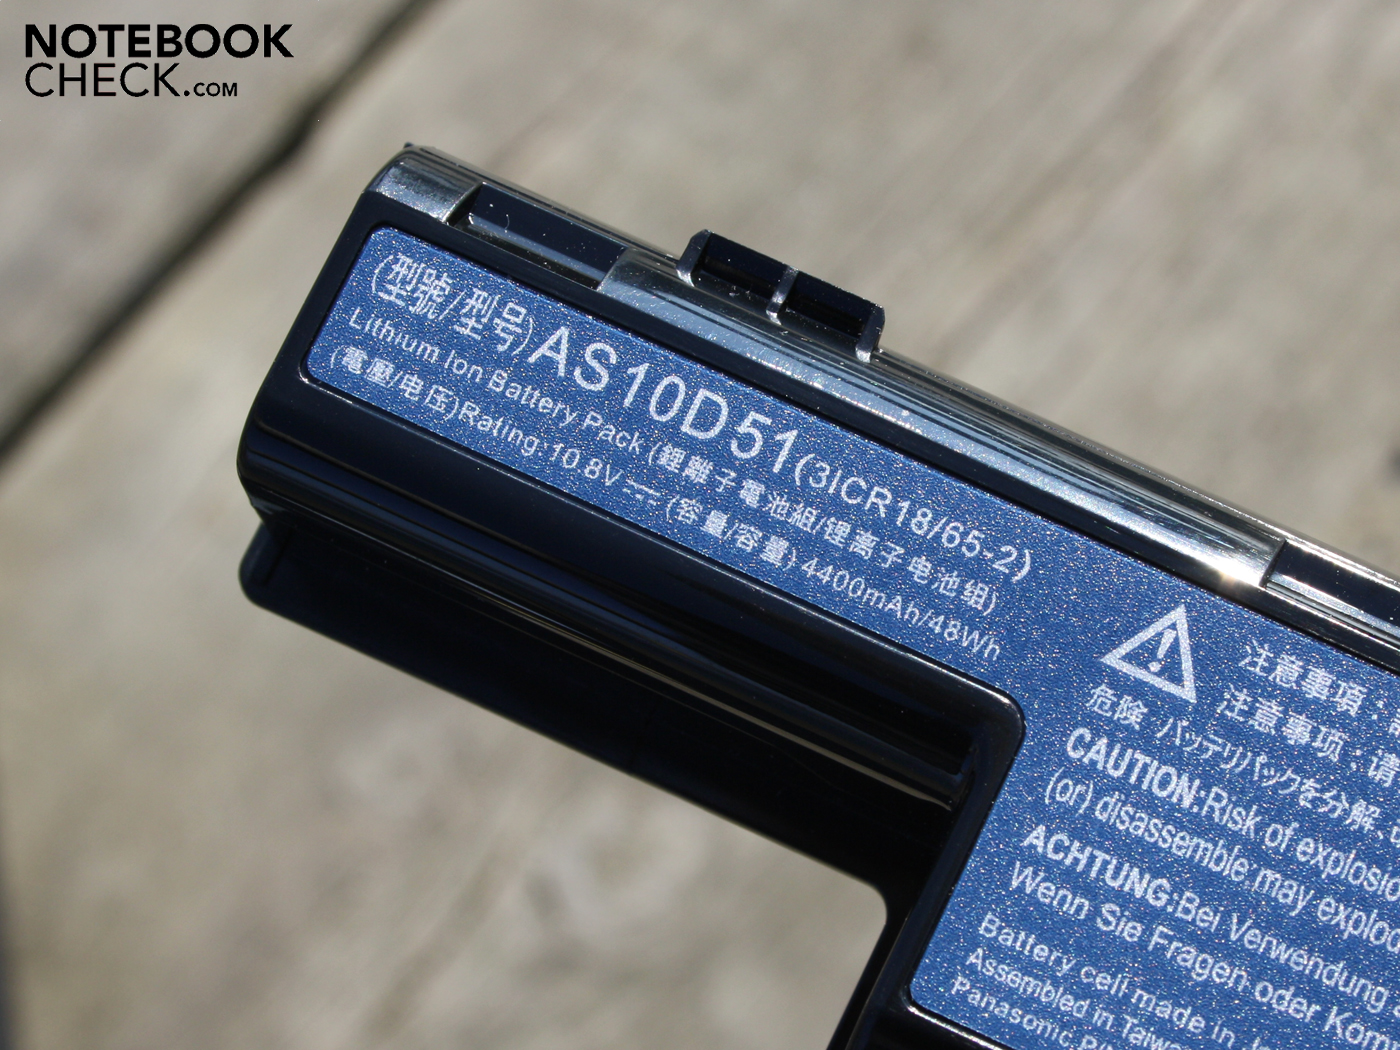 NOTEBOOK
CHECK.COM
(型號/型号)AS10D51(3ICR18/65-2)
Lithium Ion Battery Pack(鋰離子電池組/锂离子电池组)
(電壓/电压)Rating:10.8V ⎓ (容量/容量)4400mAh/48Wh
注意事項:
注意事项:请
危険 バッテリパックを分解、
CAUTION:Risk of explosio
(or) disassemble.may explod
ACHTUNG:Bei Verwendung
Wenn Sie Fragen oder Kom
Battery cell made in
Assembled in Taiwa
Panasonic